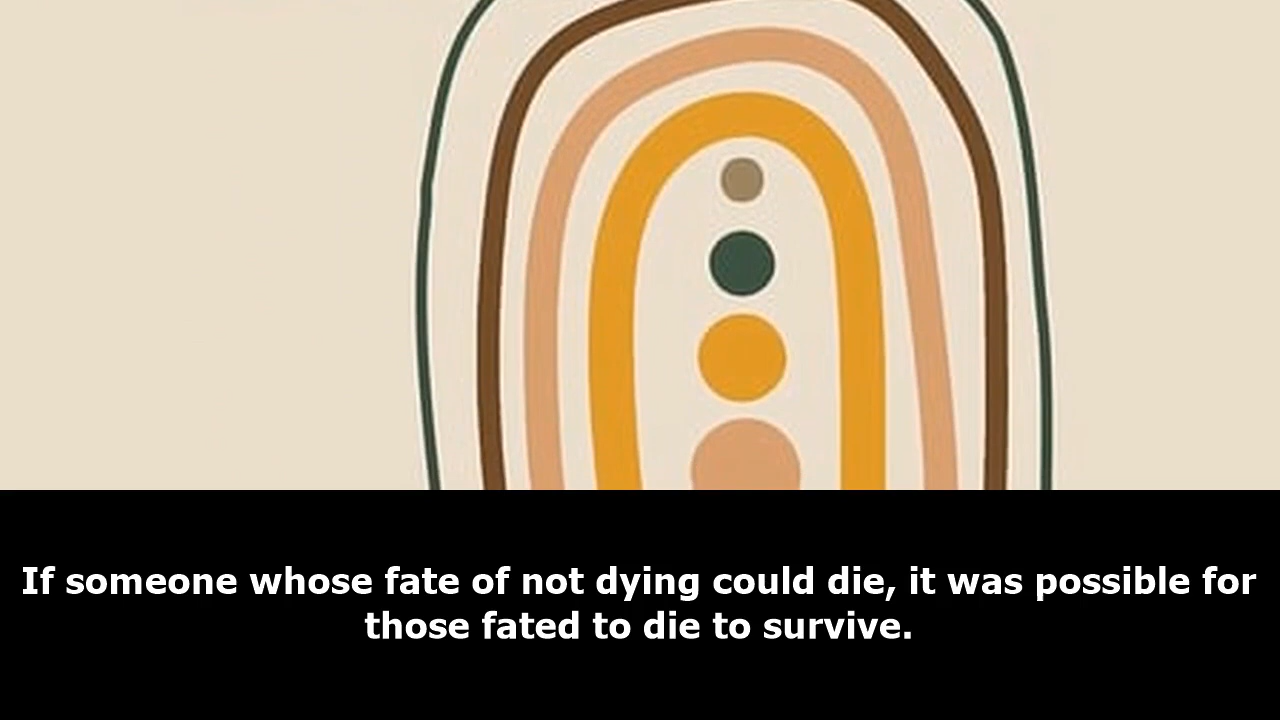 If someone whose fate of not dying could die, it was possible for
those fated to die to survive.